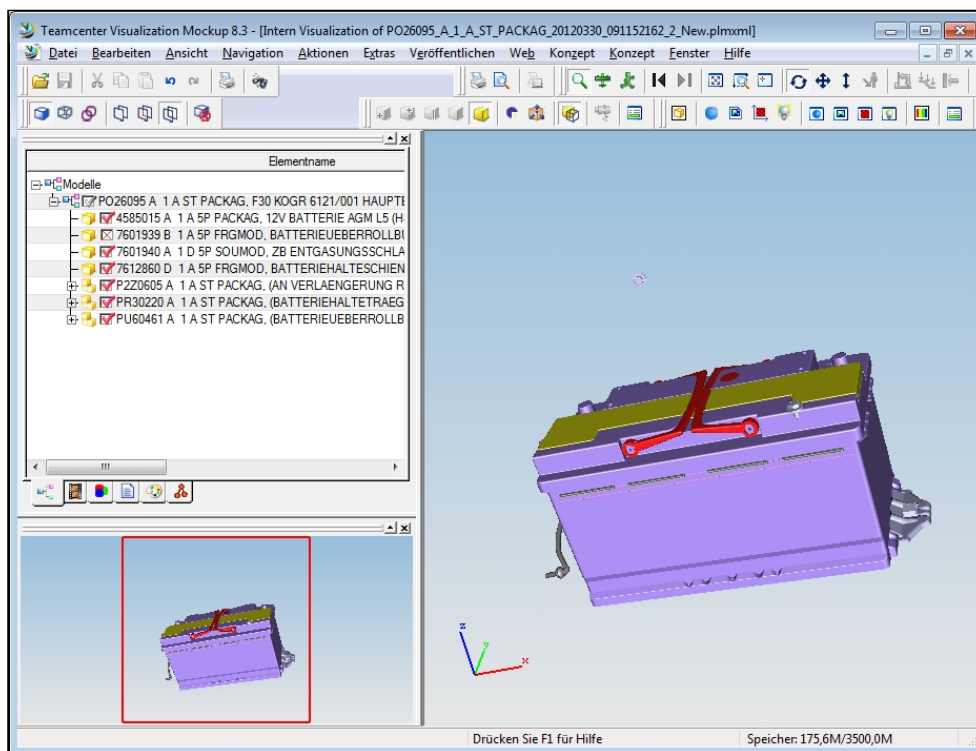 Teamcenter Visualization Mockup 8.3 - [Intern Visualization of PO26095_A_1_A_ST_PACKAG_20120330_091152162_2_New.plmxml]
Datei Bearbeiten Ansicht Navigation Aktionen Extras Veröffentlichen Web Konzept Konzept Fenster Hilfe
Elementname
Modelle
PO26095 A 1 A ST PACKAG, F30 KOGR 6121/001 HAUPTE
4585015 A 1 A 5P PACKAG, 12V BATTERIE AGM L5 (H
7601939 B 1 A 5P FRGMOD, BATTERIEUEBERROLLBU
7601940 A 1 D 5P SOUMOD, ZB ENTGASUNGSSCHLA
7612860 D 1 A 5P FRGMOD, BATTERIEHALTESCHIEN
P2Z0605 A 1 A ST PACKAG, (AN VERLAENGERUNG R
PR30220 A 1 A ST PACKAG, (BATTERIEHALTETRAEG
PU60461 A 1 A ST PACKAG, (BATTERIEUEBERROLLB
z
y
x
Drücken Sie F1 für Hilfe
Speicher: 175,6M/3500,0M